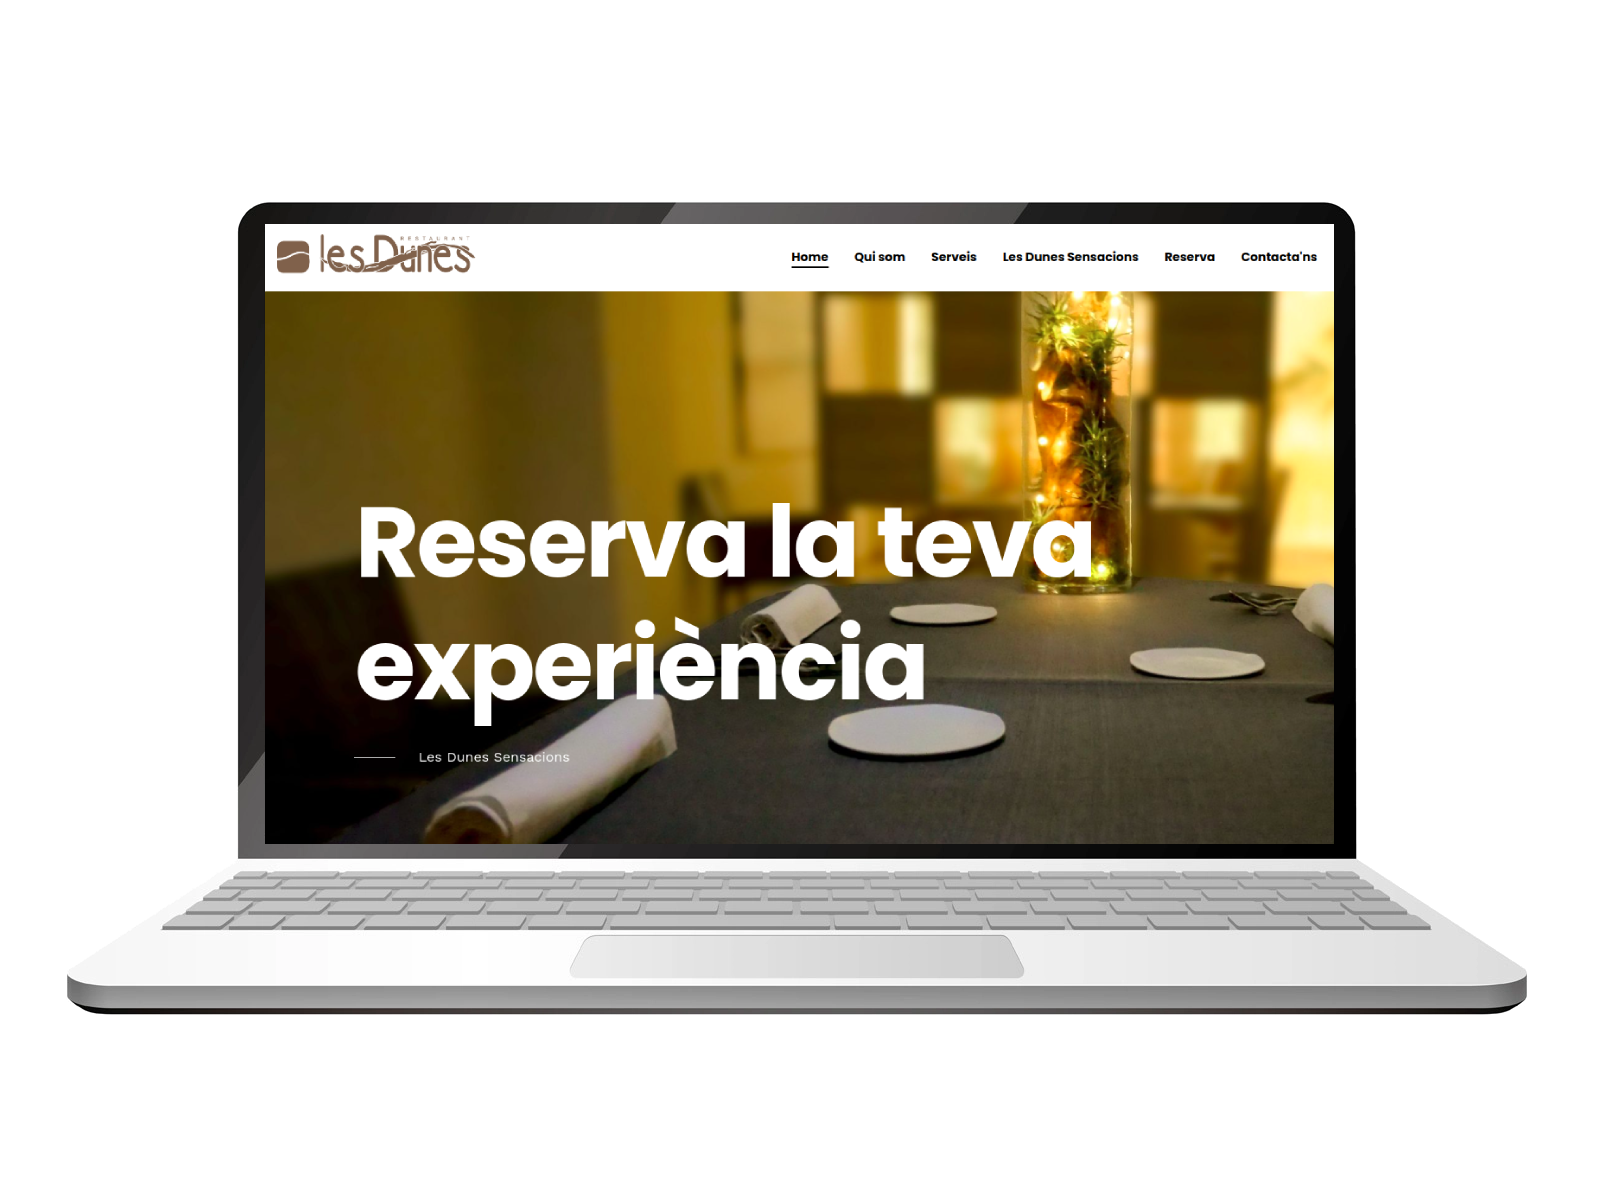 RESTAURANT
les Dunes
Home Qui som Serveis Les Dunes Sensacions Reserva Contacta'ns
Reserva la teva
experiència
Les Dunes Sensacions